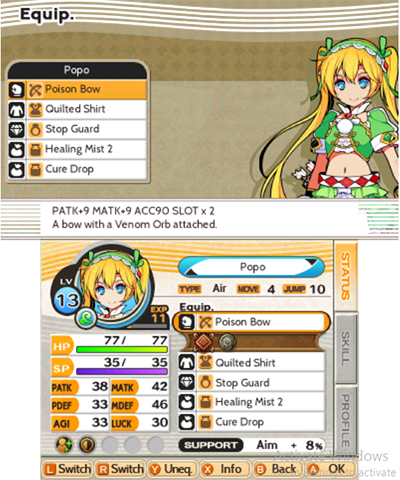 Equip.
Popo
Poison Bow
Quilted Shirt
Stop Guard
Healing Mist 2
Cure Drop
PATK+9 MATK+9 ACC90 SLOT x 2
A bow with a Venom Orb attached.
LV 13
EXP 11
Popo
TYPE Air MOVE 4 JUMP 10
Equip.
HP 77/ 77
SP 35/ 35
PATK 38 MATK 42
PDEF 33 MDEF 46
AGI 33 LUCK 30
Poison Bow
Quilted Shirt
Stop Guard
Healing Mist 2
Cure Drop
SUPPORT Aim + 8%
STATUS
SKILL
PROFILE
L Switch R Switch Y Uneq. X Info B Back A OK